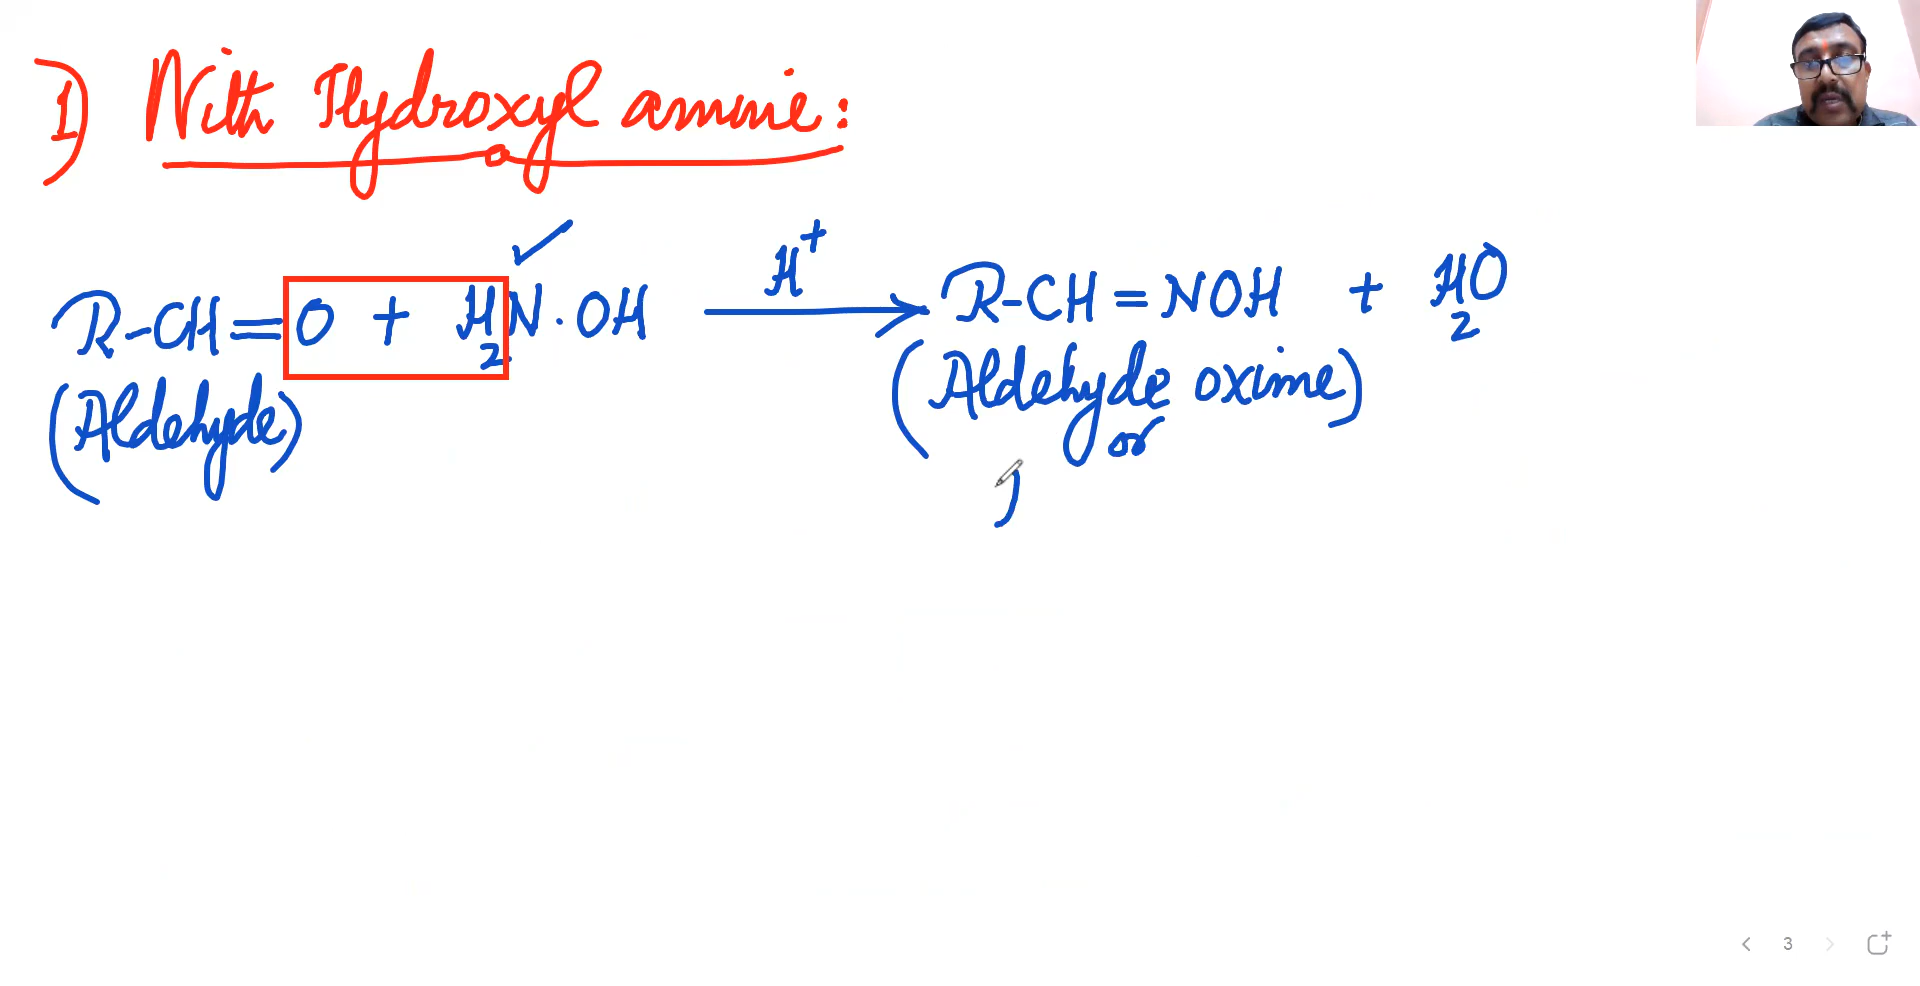 1) With Hydroxyl amine:
R-CH=O + H₂N·OH H⁺ R-CH=NOH + H₂O
(Aldehyde) (Aldehyde oxime)
or
3